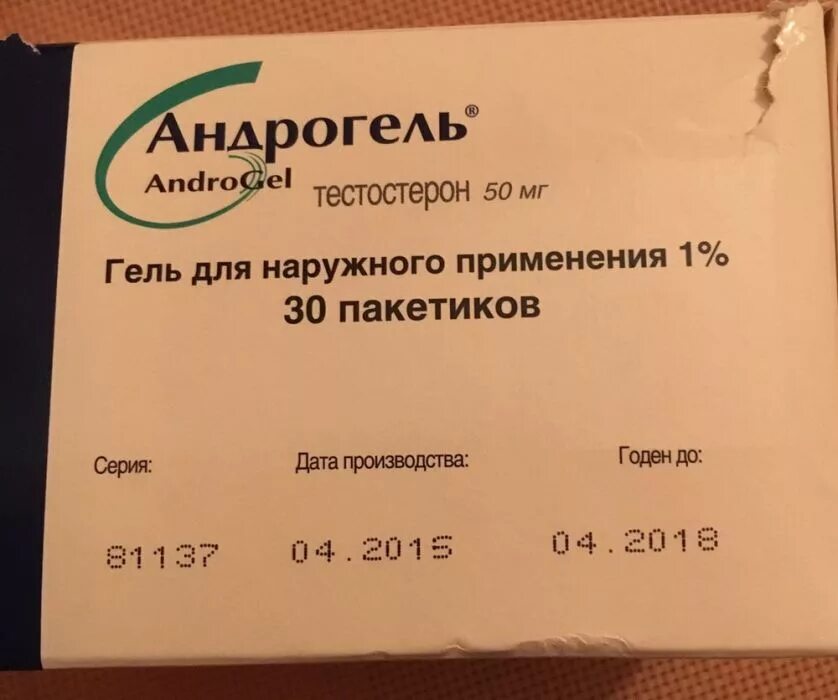 Андрогель®
AndroGel тестостерон 50 мг
Гель для наружного применения 1%
30 пакетиков
Серия: Дата производства: Годен до:
81137 04.2015 04.2018